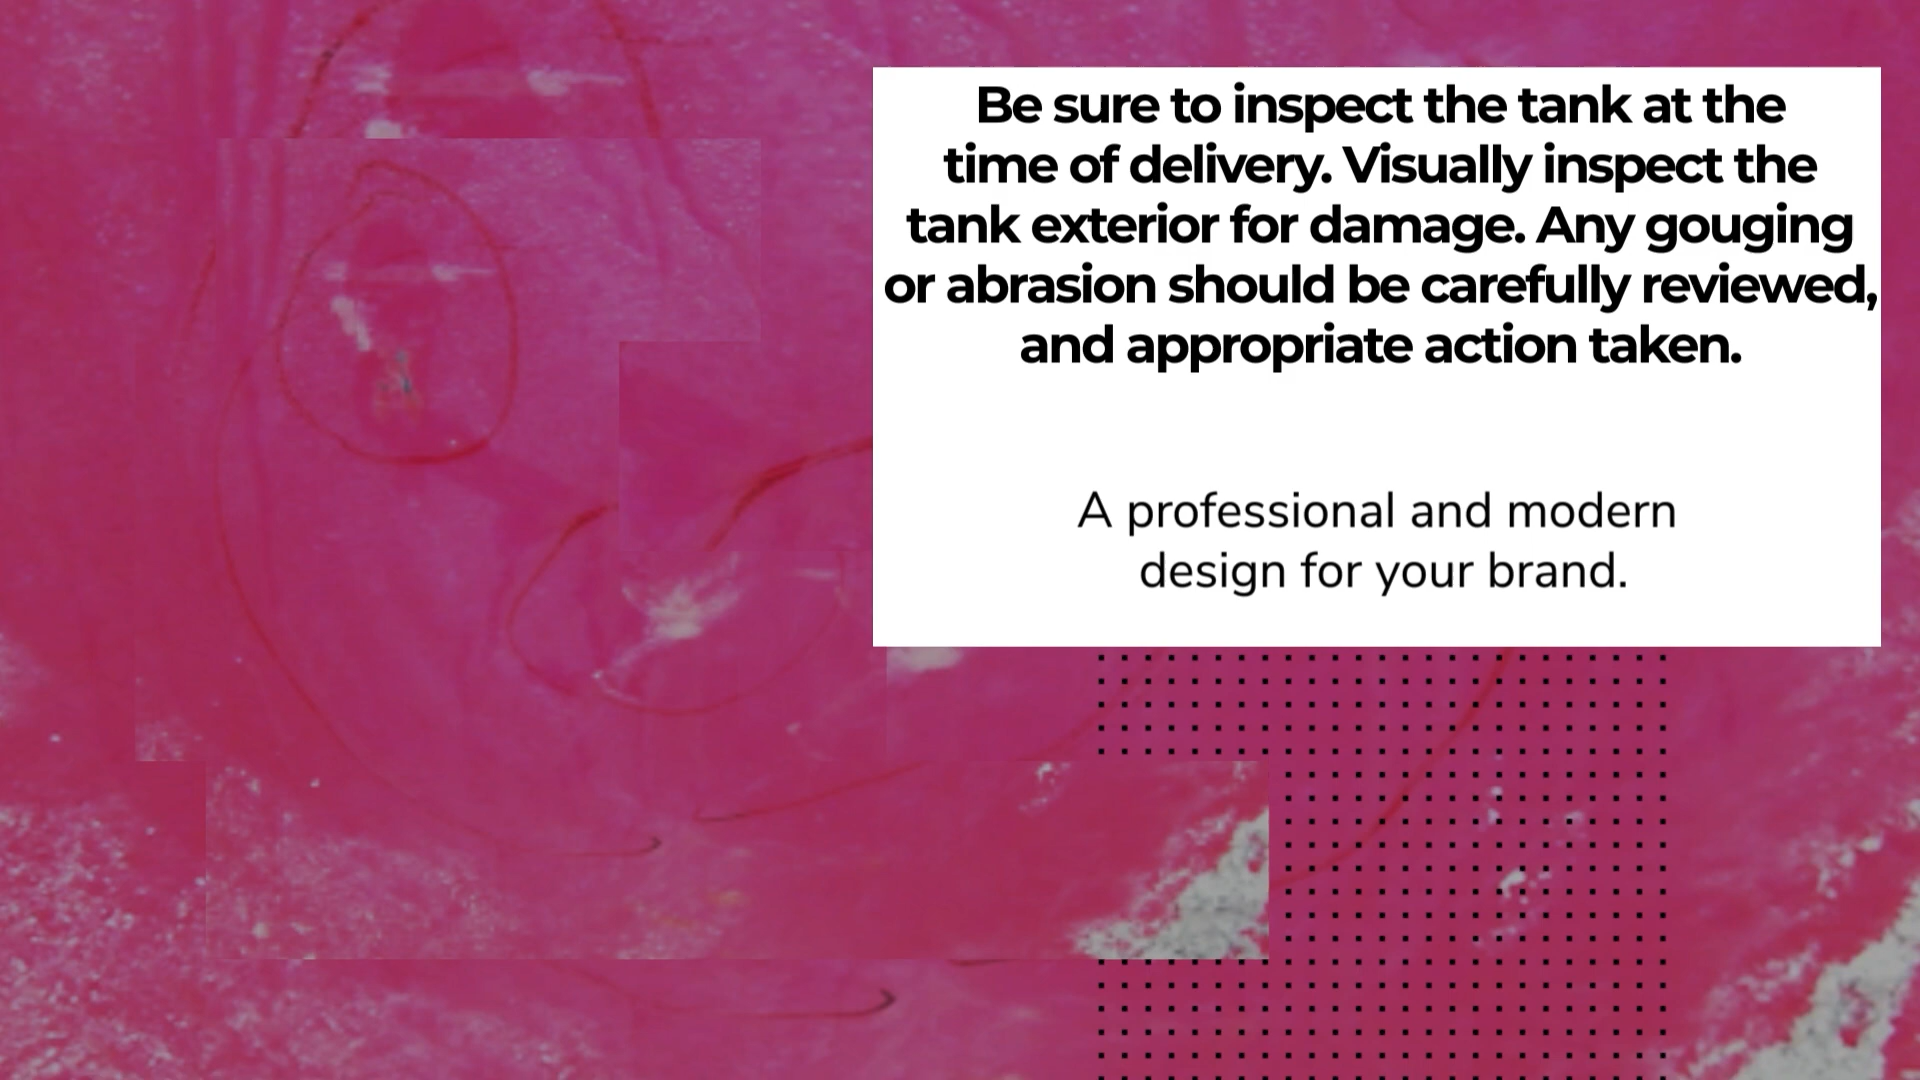 Be sure to inspect the tank at the
time of delivery. Visually inspect the
tank exterior for damage. Any gouging
or abrasion should be carefully reviewed,
and appropriate action taken.
A professional and modern
design for your brand.